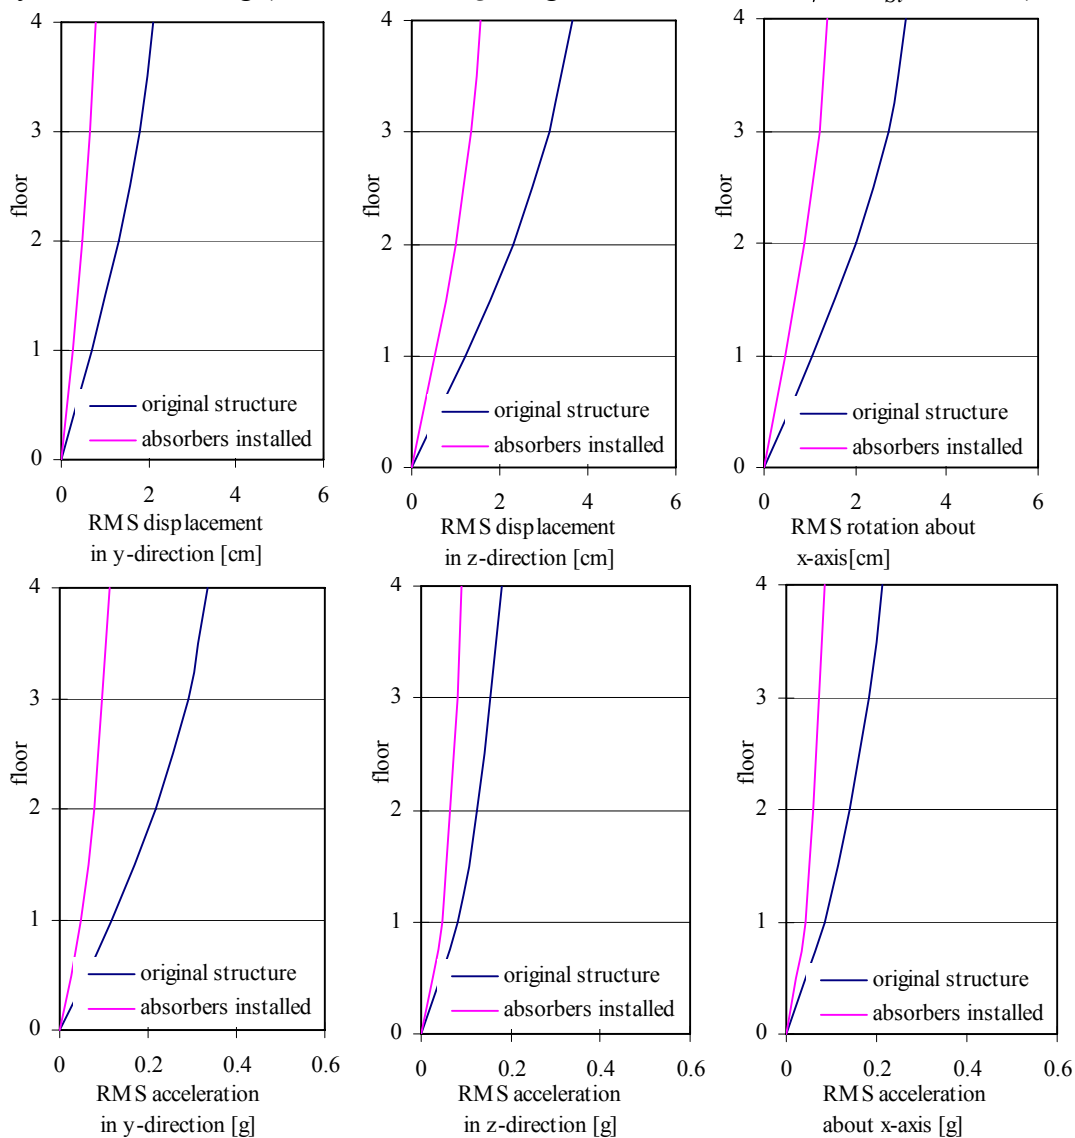 4
3
2
1
0
floor
original structure
absorbers installed
0 2 4 6
RMS displacement
in y-direction [cm]
4
3
2
1
0
floor
original structure
absorbers installed
0 2 4 6
RMS displacement
in z-direction [cm]
4
3
2
1
0
floor
original structure
absorbers installed
0 2 4 6
RMS rotation about
x-axis[cm]
4
3
2
1
0
floor
original structure
absorbers installed
0 0.2 0.4 0.6
RMS acceleration
in y-direction [g]
4
3
2
1
0
floor
original structure
absorbers installed
0 0.2 0.4 0.6
RMS acceleration
in z-direction [g]
4
3
2
1
0
floor
original structure
absorbers installed
0 0.2 0.4 0.6
RMS acceleration
about x-axis [g]